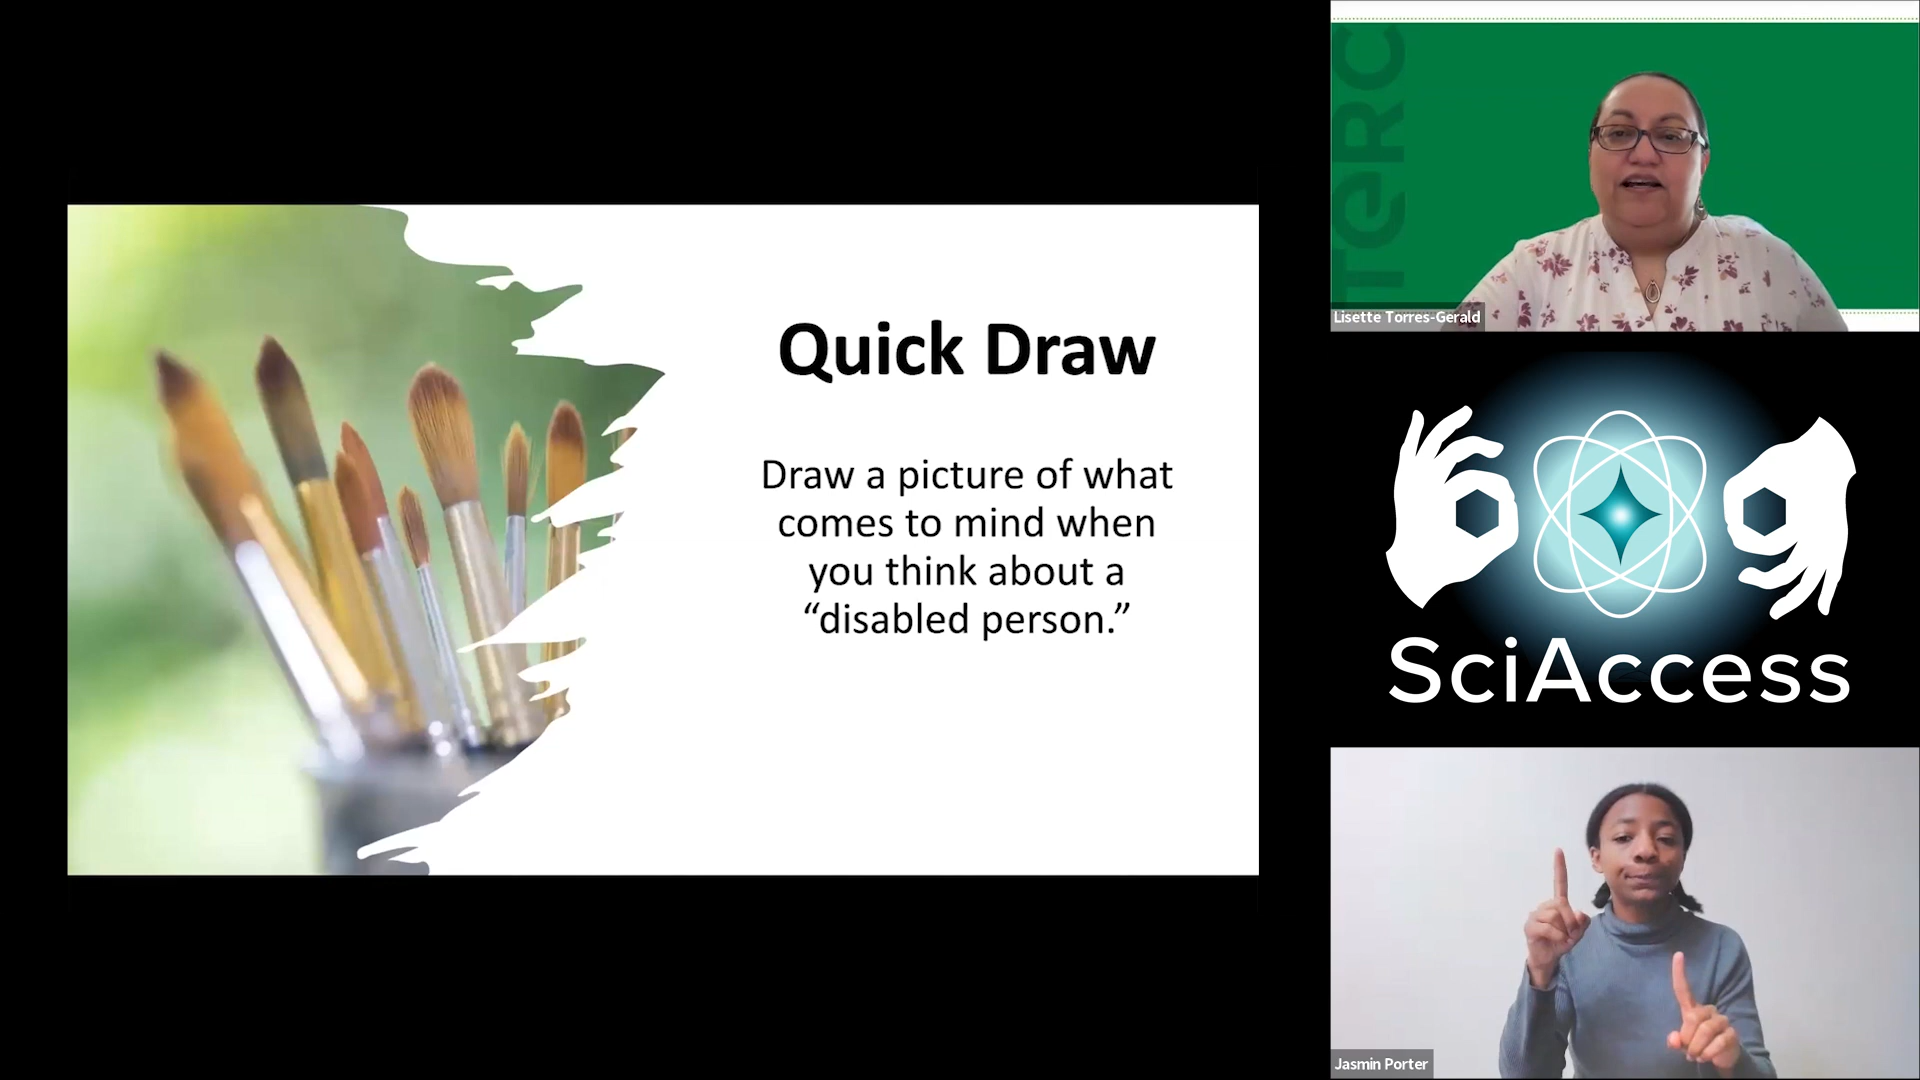 Quick Draw
Draw a picture of what
comes to mind when
you think about a
“disabled person.”
TERC
Lisette Torres-Gerald
SciAccess
Jasmin Porter